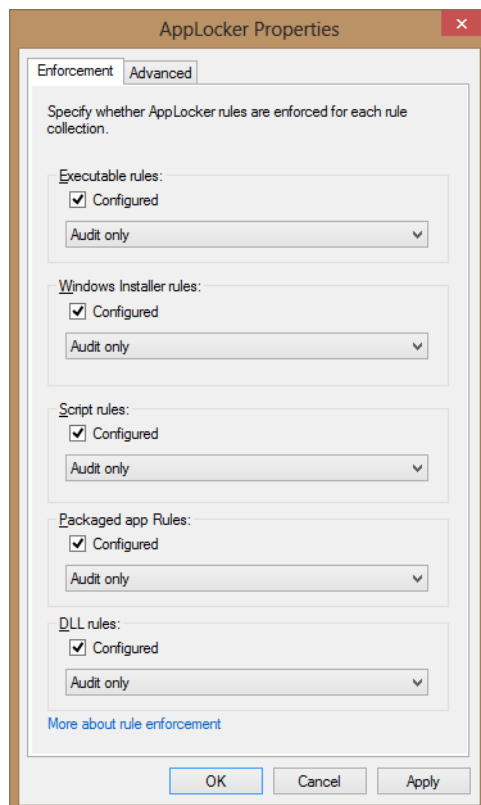 AppLocker Properties
Enforcement
Advanced
Specify whether AppLocker rules are enforced for each rule
collection.
Executable rules:
Configured
Audit only
Windows Installer rules:
Configured
Audit only
Script rules:
Configured
Audit only
Packaged app Rules:
Configured
Audit only
DLL rules:
Configured
Audit only
More about rule enforcement
OK
Cancel
Apply